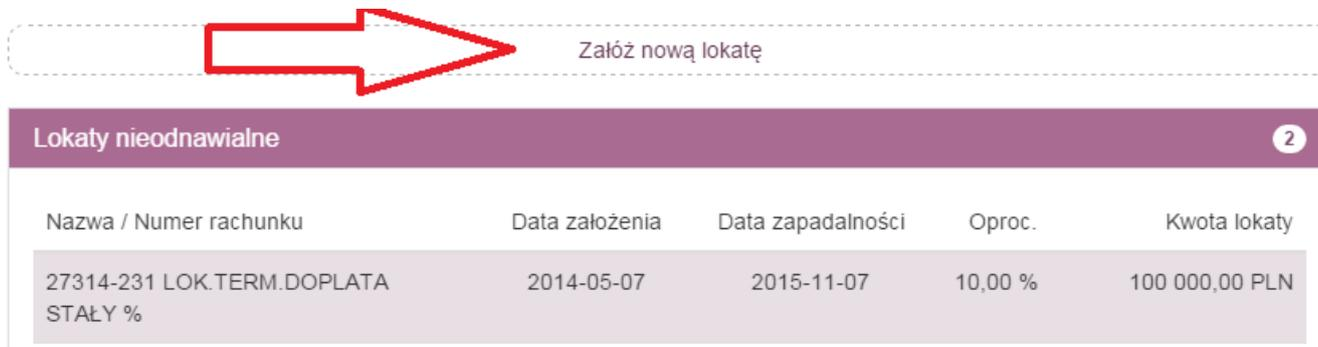 Załóż nową lokatę
Lokaty nieodnawialne 2
Nazwa / Numer rachunku Data założenia Data zapadalności Oproc. Kwota lokaty
27314-231 LOK.TERM.DOPLATA 2014-05-07 2015-11-07 10,00 % 100 000,00 PLN
STAŁY %